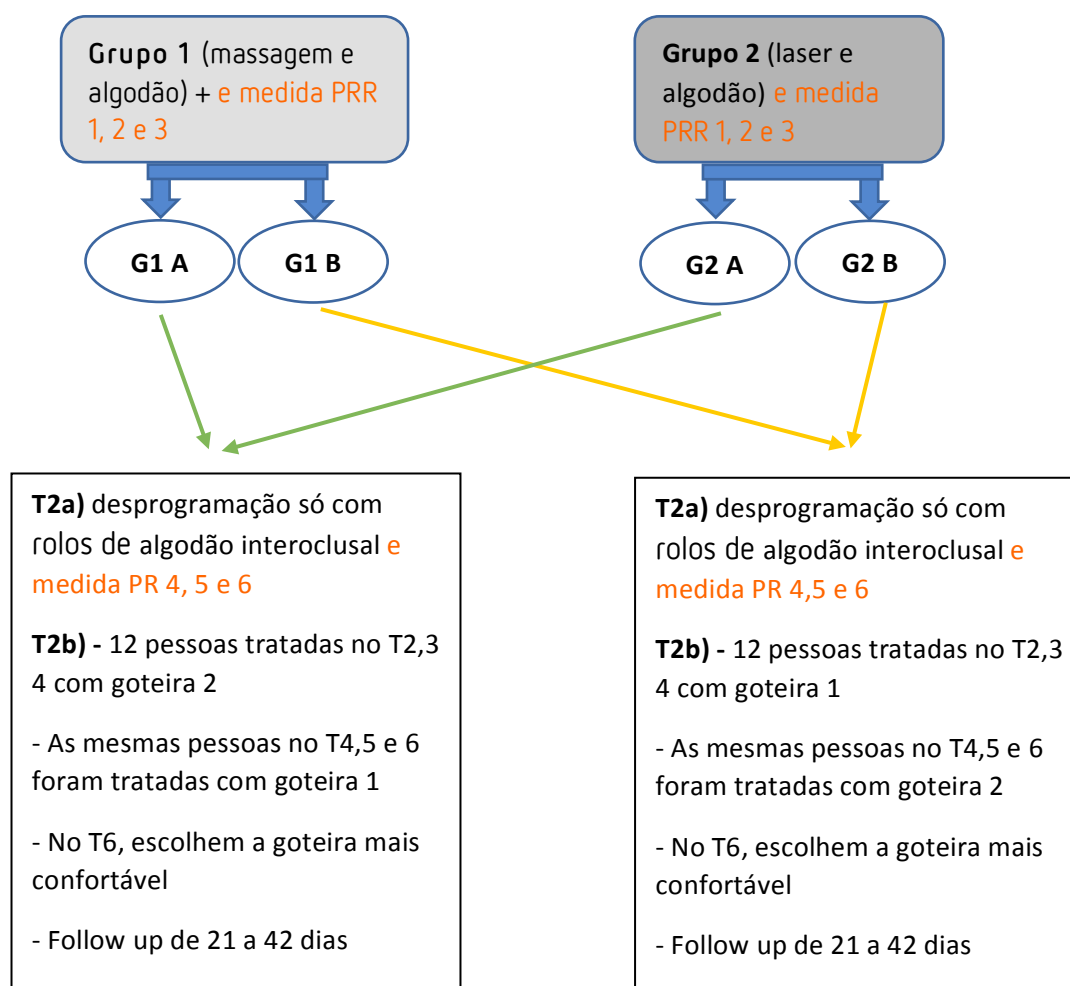 Grupo 1 (massagem e
algodão) + e medida PRR
1, 2 e 3
Grupo 2 (laser e
algodão) e medida
PRR 1, 2 e 3
G1 A
G1 B
G2 A
G2 B
T2a) desprogramação só com
rolos de algodão interoclusal e
medida PR 4, 5 e 6
T2b) - 12 pessoas tratadas no T2,3
4 com goteira 2
- As mesmas pessoas no T4,5 e 6
foram tratadas com goteira 1
- No T6, escolhem a goteira mais
confortável
- Follow up de 21 a 42 dias
T2a) desprogramação só com
rolos de algodão interoclusal e
medida PR 4,5 e 6
T2b) - 12 pessoas tratadas no T2,3
4 com goteira 1
- As mesmas pessoas no T4,5 e 6
foram tratadas com goteira 2
- No T6, escolhem a goteira mais
confortável
- Follow up de 21 a 42 dias